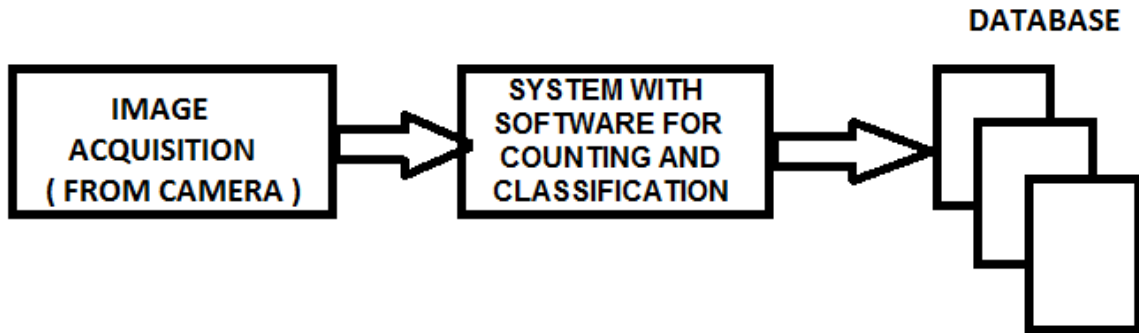 IMAGE
ACQUISITION
( FROM CAMERA )
SYSTEM WITH
SOFTWARE FOR
COUNTING AND
CLASSIFICATION
DATABASE